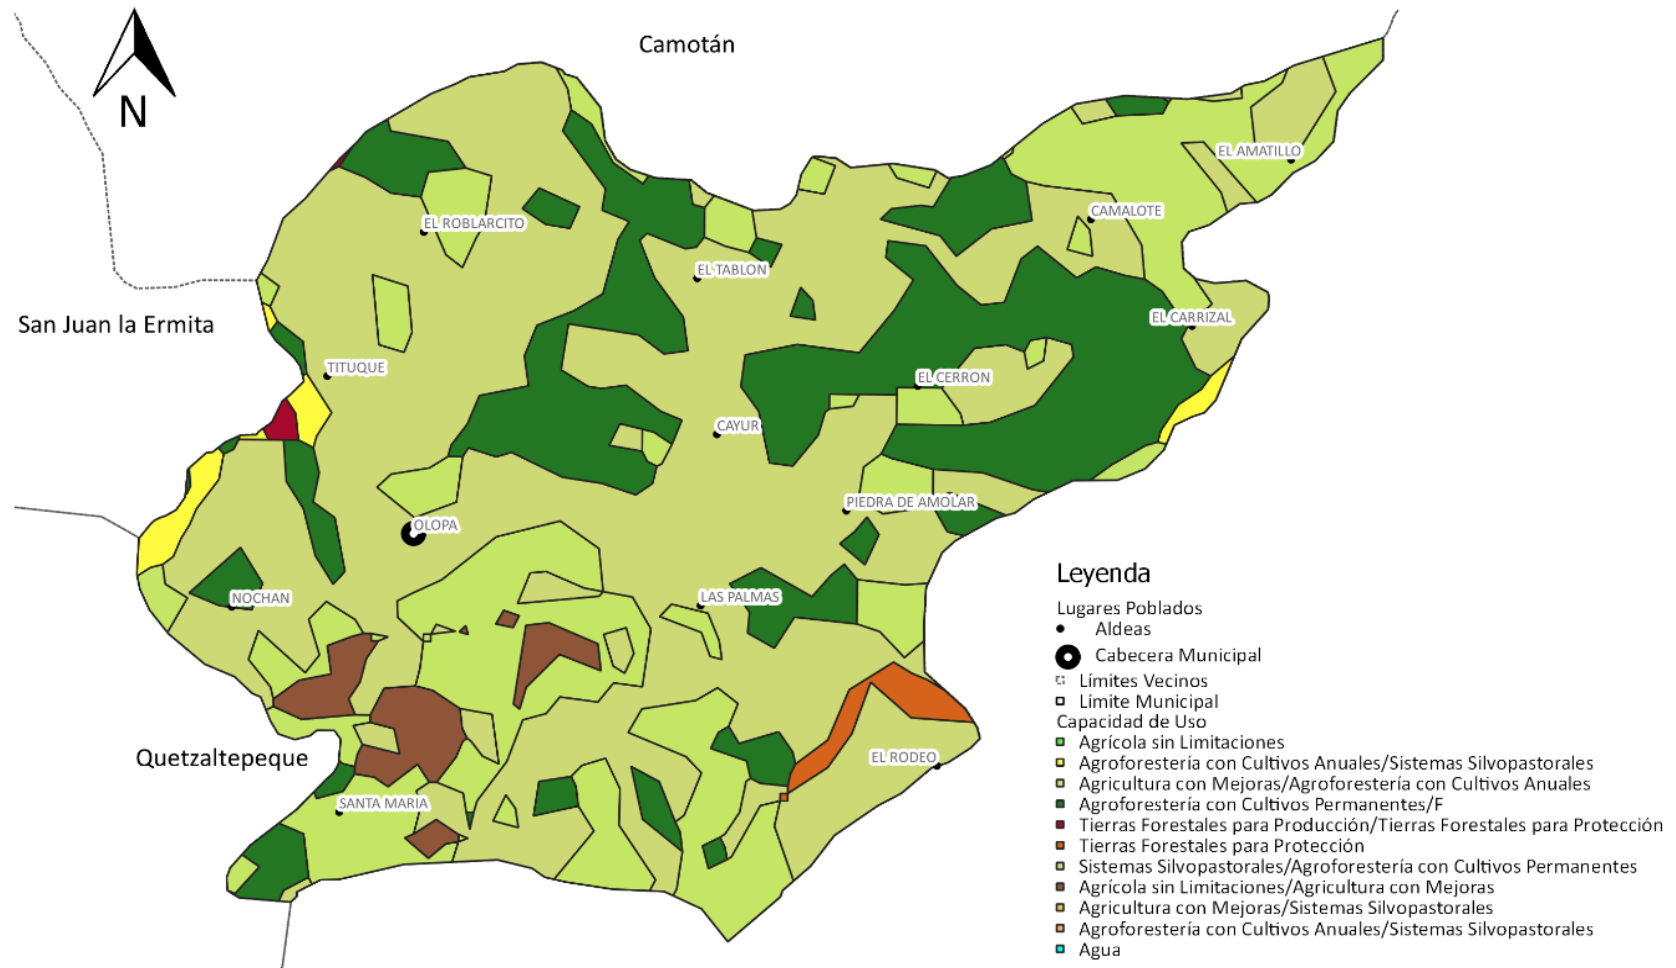 Camotán
N
EL AMATILLO
CAMALOTE
EL ROBLARCITO
EL TABLON
San Juan la Ermita
EL CARRIZAL
TITUQUE
EL CERRON
CAYUR
PIEDRA DE AMOLAR
OLOPA
NOCHAN
LAS PALMAS
Quetzaltepeque
EL RODEO
SANTA MARIA
Leyenda
Lugares Poblados
Aldeas
Cabecera Municipal
Límites Vecinos
Límite Municipal
Capacidad de Uso
Agrícola sin Limitaciones
Agroforestería con Cultivos Anuales/Sistemas Silvopastorales
Agricultura con Mejoras/Agroforestería con Cultivos Anuales
Agroforestería con Cultivos Permanentes/F
Tierras Forestales para Producción/Tierras Forestales para Protección
Tierras Forestales para Protección
Sistemas Silvopastorales/Agroforestería con Cultivos Permanentes
Agrícola sin Limitaciones/Agricultura con Mejoras
Agricultura con Mejoras/Sistemas Silvopastorales
Agroforestería con Cultivos Anuales/Sistemas Silvopastorales
Agua